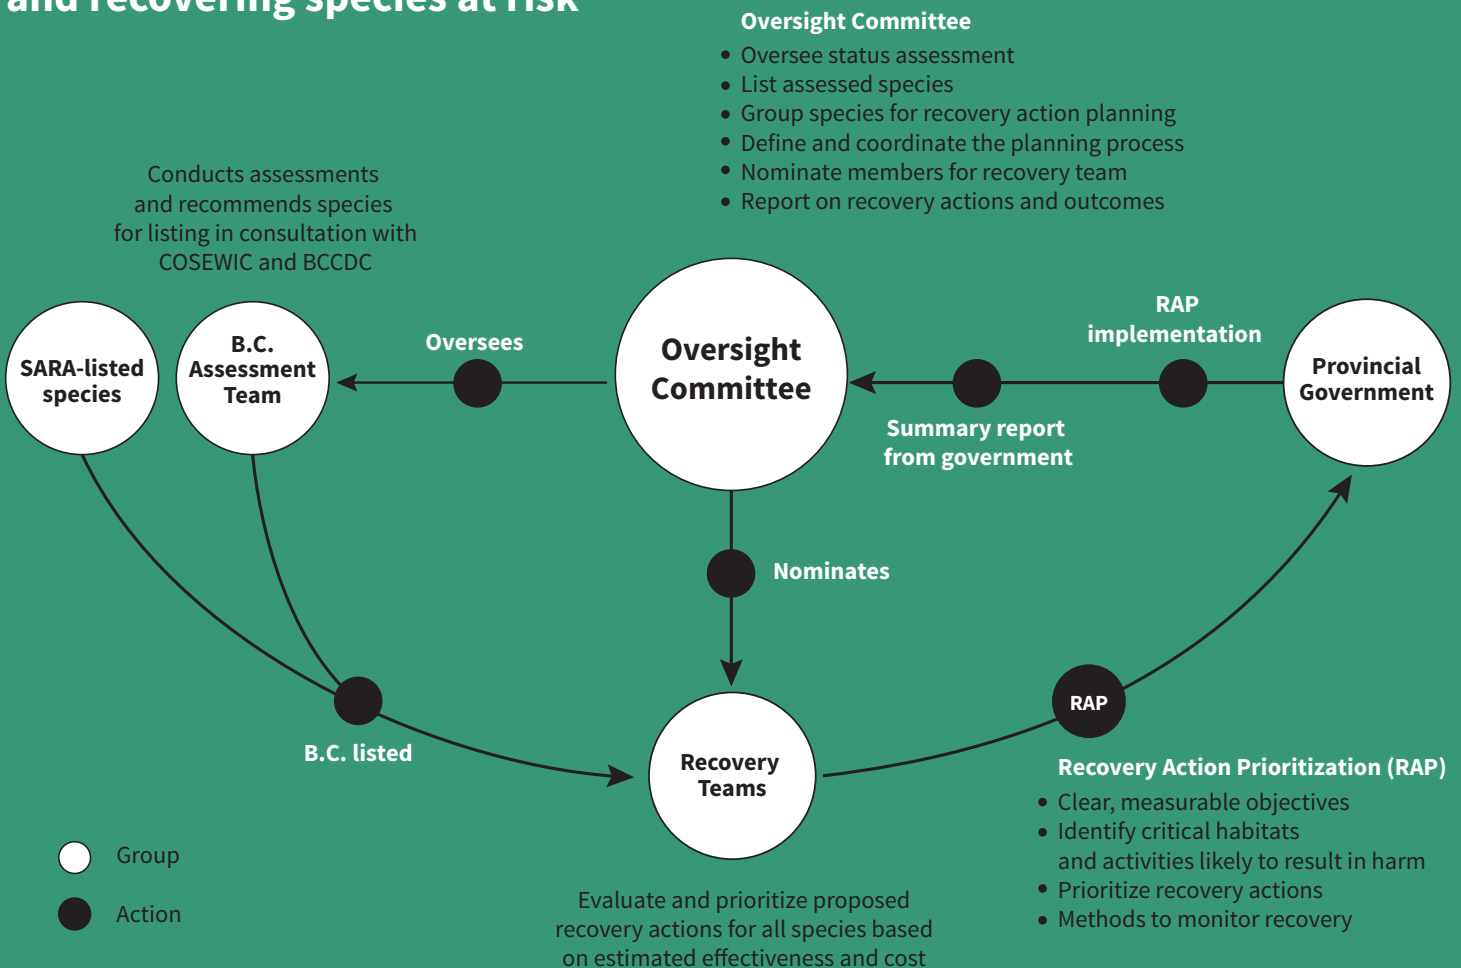 and recovering species at risk
Oversight Committee
• Oversee status assessment
• List assessed species
• Group species for recovery action planning
• Define and coordinate the planning process
• Nominate members for recovery team
• Report on recovery actions and outcomes
Conducts assessments
and recommends species
for listing in consultation with
COSEWIC and BCCDC
SARA-listed
species
B.C.
Assessment
Team
Oversees
Oversight
Committee
RAP
implementation
Summary report
from government
Provincial
Government
Nominates
B.C. listed
Recovery
Teams
RAP
Recovery Action Prioritization (RAP)
• Clear, measurable objectives
• Identify critical habitats
and activities likely to result in harm
• Prioritize recovery actions
• Methods to monitor recovery
Group
Action
Evaluate and prioritize proposed
recovery actions for all species based
on estimated effectiveness and cost